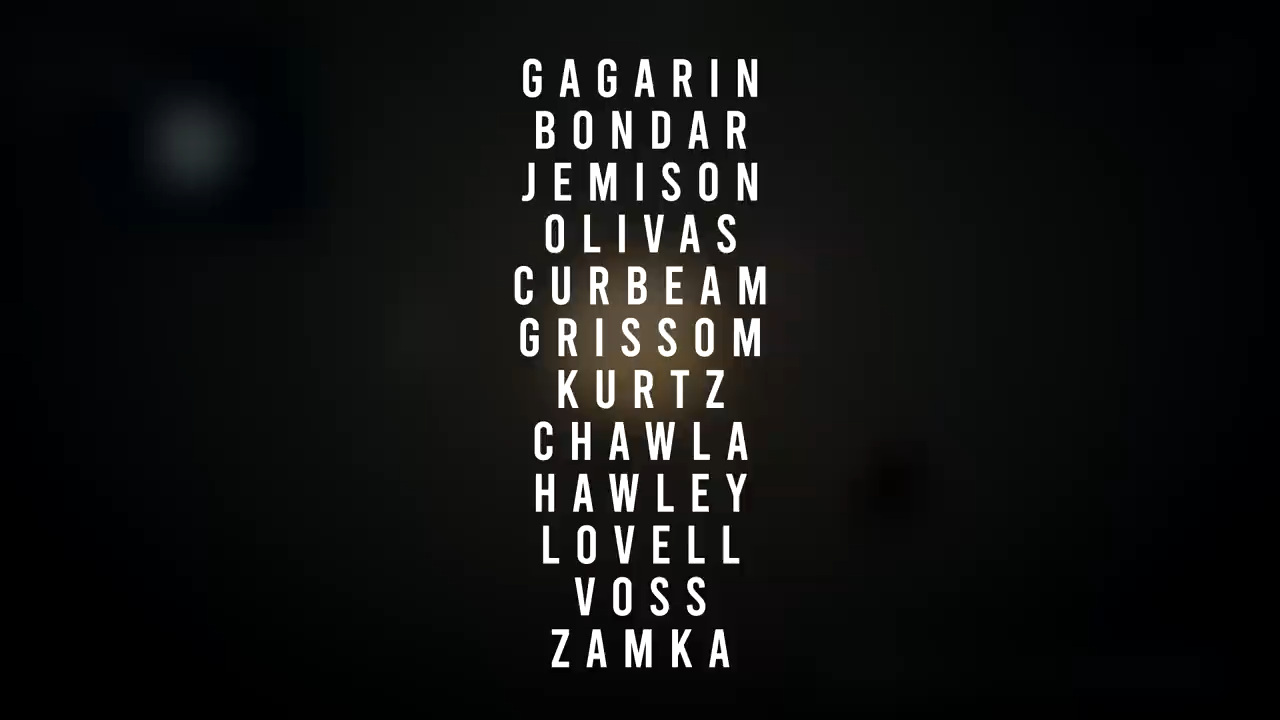 GAGARIN
BONDAR
JEMISON
OLIVAS
CURBEAM
GRISSOM
KURTZ
CHAWLA
HAWLEY
LOVELL
VOSS
ZAMKA